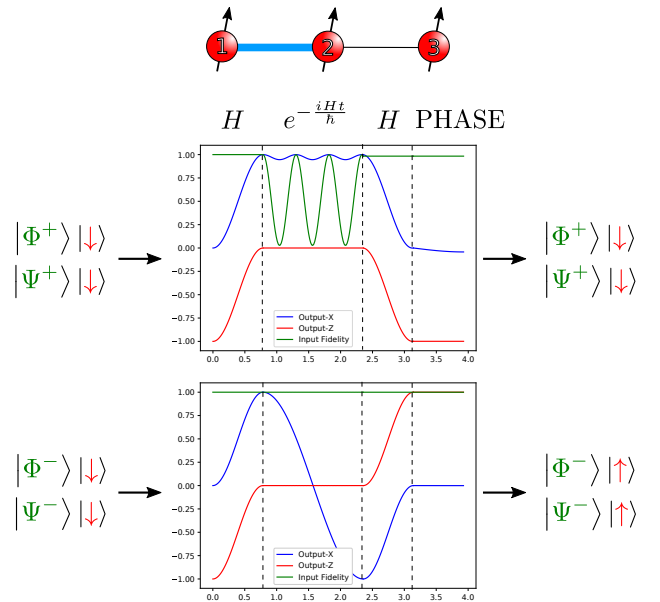 1 2 3
H e^{-\frac{iHt}{\hbar}} H PHASE
1.00
0.75
0.50
0.25
0.00
−0.25
−0.50
−0.75
−1.00
Output-X
Output-Z
Input Fidelity
0.0 0.5 1.0 1.5 2.0 2.5 3.0 3.5 4.0
|Φ⁺⟩|↓⟩
|Ψ⁺⟩|↓⟩
|Φ⁺⟩|↓⟩
|Ψ⁺⟩|↓⟩
1.00
0.75
0.50
0.25
0.00
−0.25
−0.50
−0.75
−1.00
Output-X
Output-Z
Input Fidelity
0.0 0.5 1.0 1.5 2.0 2.5 3.0 3.5 4.0
|Φ⁻⟩|↓⟩
|Ψ⁻⟩|↓⟩
|Φ⁻⟩|↑⟩
|Ψ⁻⟩|↑⟩